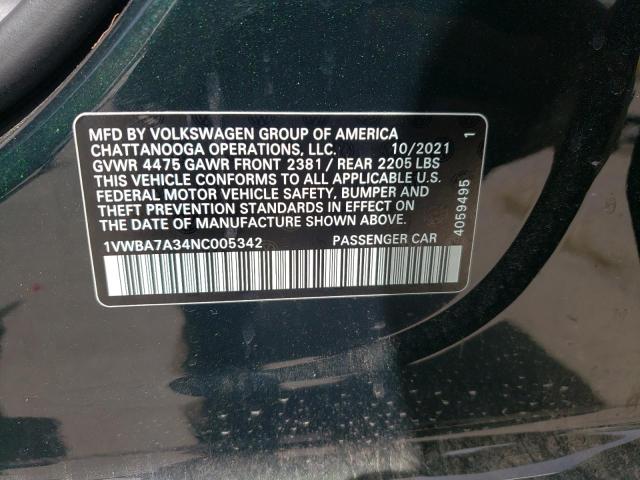 MFD BY VOLKSWAGEN GROUP OF AMERICA
CHATTANOOGA OPERATIONS, LLC. 10/2021
GVWR 4475 GAWR FRONT 2381 / REAR 2205 LBS
THIS VEHICLE CONFORMS TO ALL APPLICABLE U.S.
FEDERAL MOTOR VEHICLE SAFETY, BUMPER AND
THEFT PREVENTION STANDARDS IN EFFECT ON
THE DATE OF MANUFACTURE SHOWN ABOVE.
1VWBA7A34NC005342 PASSENGER CAR
4059495 1